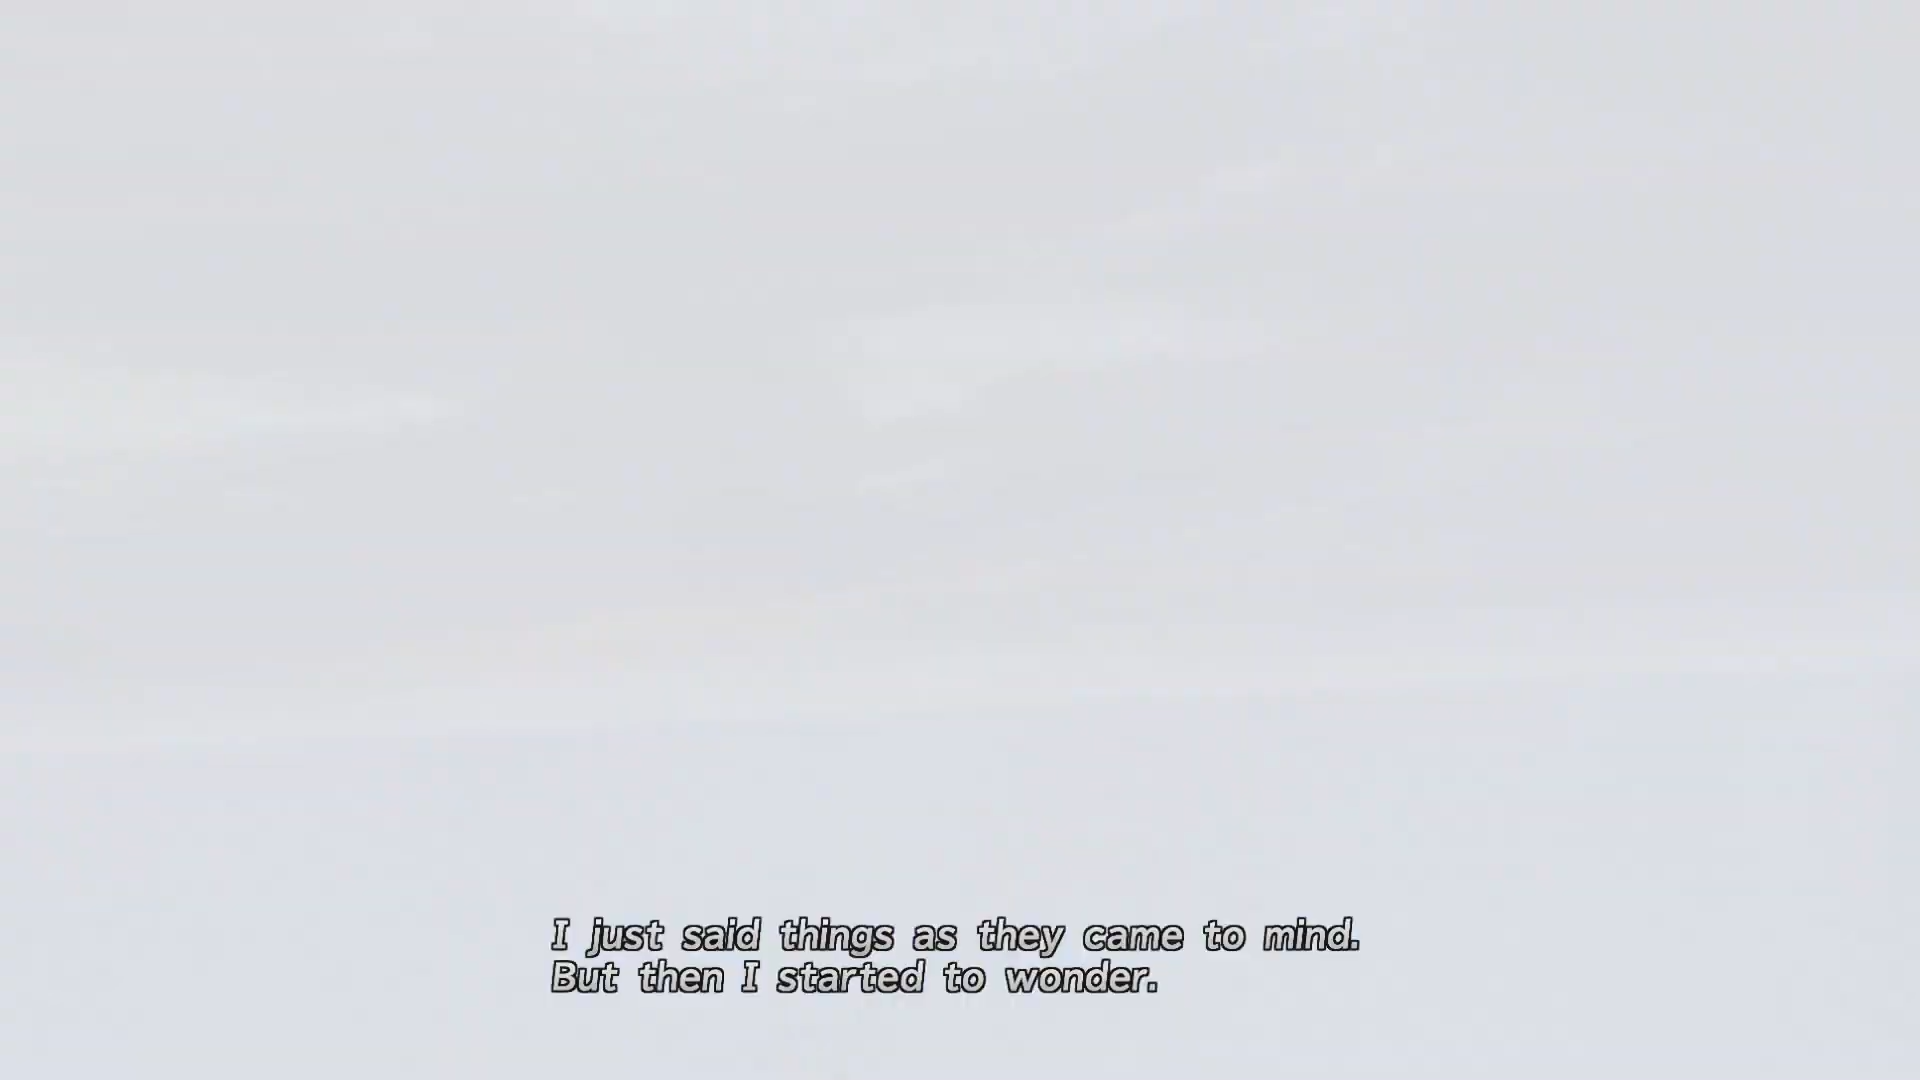 I just said things as they came to mind.
But then I started to wonder.